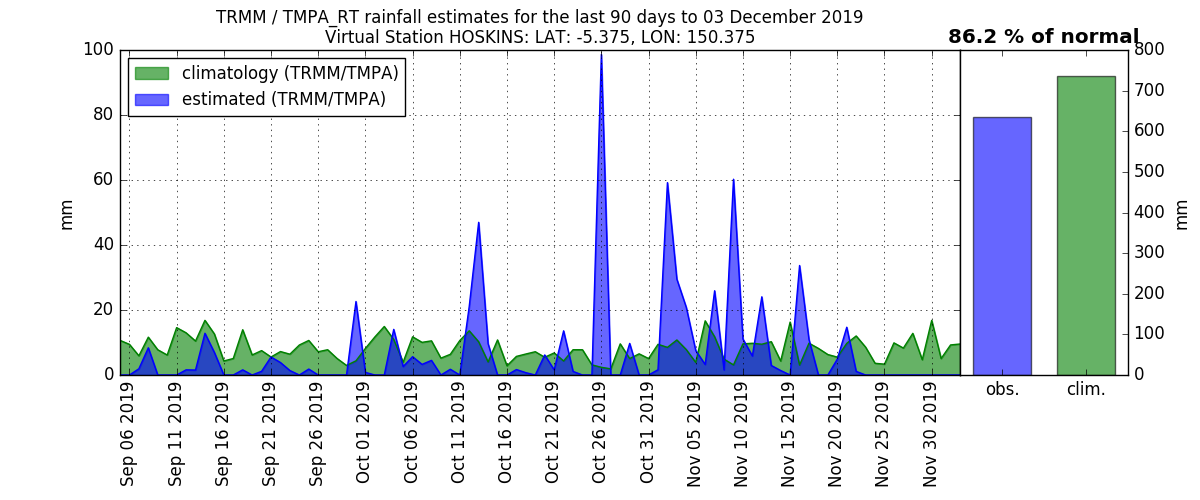 TRMM / TMPA_RT rainfall estimates for the last 90 days to 03 December 2019
Virtual Station HOSKINS: LAT: -5.375, LON: 150.375
86.2 % of normal
climatology (TRMM/TMPA)
estimated (TRMM/TMPA)
100
80
60
40
20
0
mm
Sep 06 2019
Sep 11 2019
Sep 16 2019
Sep 21 2019
Sep 26 2019
Oct 01 2019
Oct 06 2019
Oct 11 2019
Oct 16 2019
Oct 21 2019
Oct 26 2019
Oct 31 2019
Nov 05 2019
Nov 10 2019
Nov 15 2019
Nov 20 2019
Nov 25 2019
Nov 30 2019
800
700
600
500
400
300
200
100
0
mm
obs.
clim.